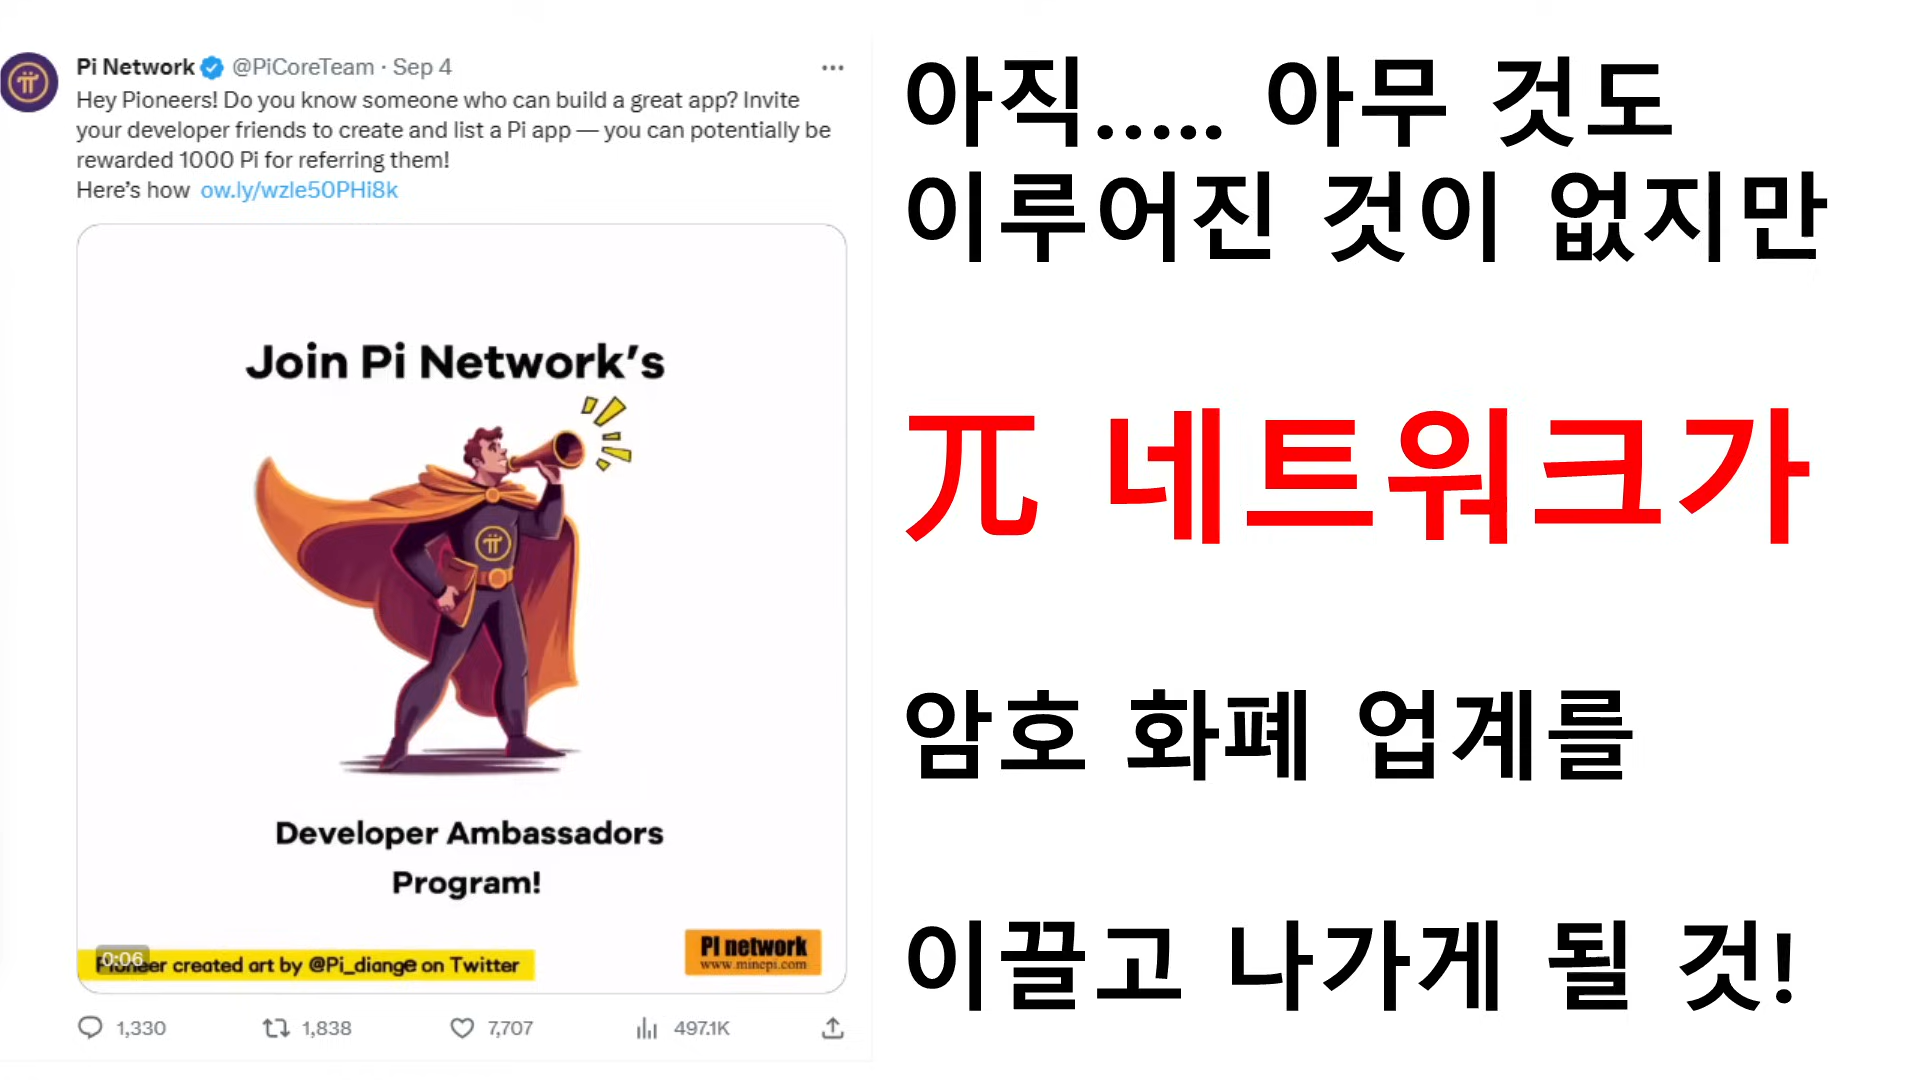 Pi Network @PiCoreTeam · Sep 4
Hey Pioneers! Do you know someone who can build a great app? Invite
your developer friends to create and list a Pi app — you can potentially be
rewarded 1000 Pi for referring them!
Here's how ow.ly/wzle50PHi8k
Join Pi Network's
Developer Ambassadors
Program!
0:06
Pioneer created art by @Pi_diange on Twitter
PI network
www.minepi.com
1,330
1,838
7,707
497.1K
아직..... 아무 것도
이루어진 것이 없지만
兀 네트워크가
암호 화폐 업계를
이끌고 나가게 될 것!